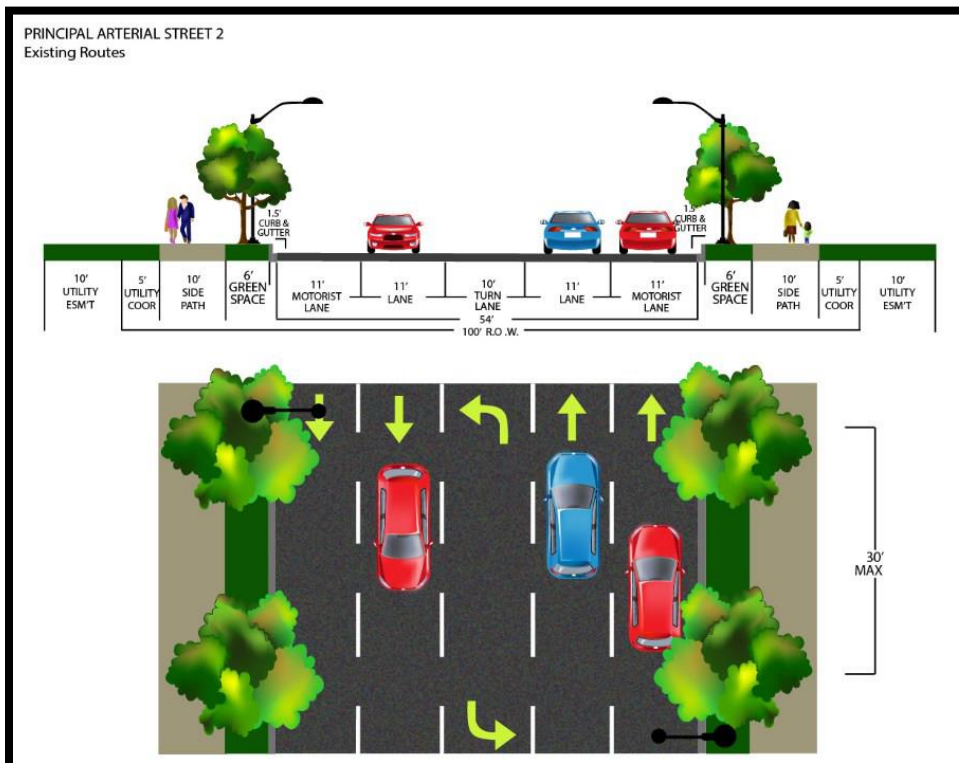 PRINCIPAL ARTERIAL STREET 2
Existing Routes
1.5'
CURB &
GUTTER
1.5'
CURB &
GUTTER
10'
UTILITY
ESM'T
5'
UTILITY
COOR
10'
SIDE
PATH
6'
GREEN
SPACE
11'
MOTORIST
LANE
11'
LANE
10'
TURN
LANE
11'
LANE
11'
MOTORIST
LANE
6'
GREEN
SPACE
10'
SIDE
PATH
5'
UTILITY
COOR
10'
UTILITY
ESM'T
54'
100' R.O .W.
30'
MAX